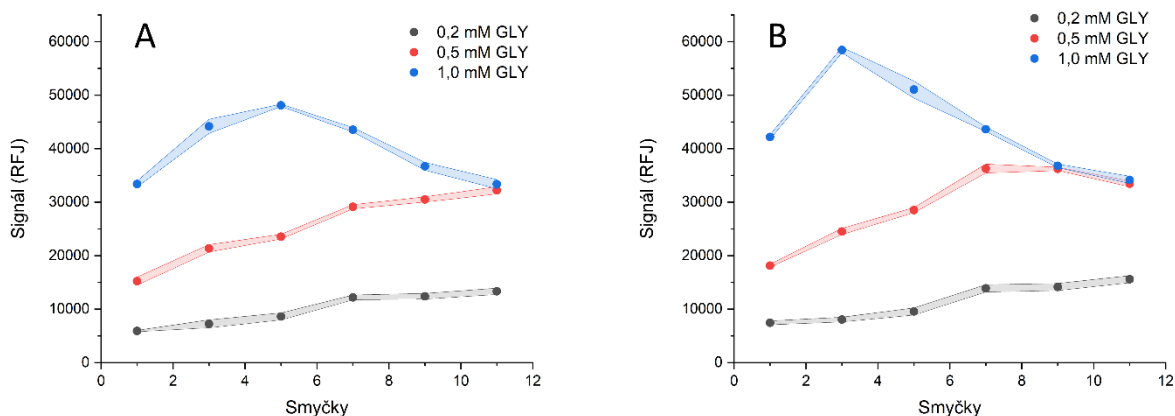 A
0,2 mM GLY
0,5 mM GLY
1,0 mM GLY
60000
50000
40000
30000
20000
10000
0
Signál (RFJ)
0 2 4 6 8 10 12
Smyčky
B
0,2 mM GLY
0,5 mM GLY
1,0 mM GLY
60000
50000
40000
30000
20000
10000
0
Signál (RFJ)
0 2 4 6 8 10 12
Smyčky